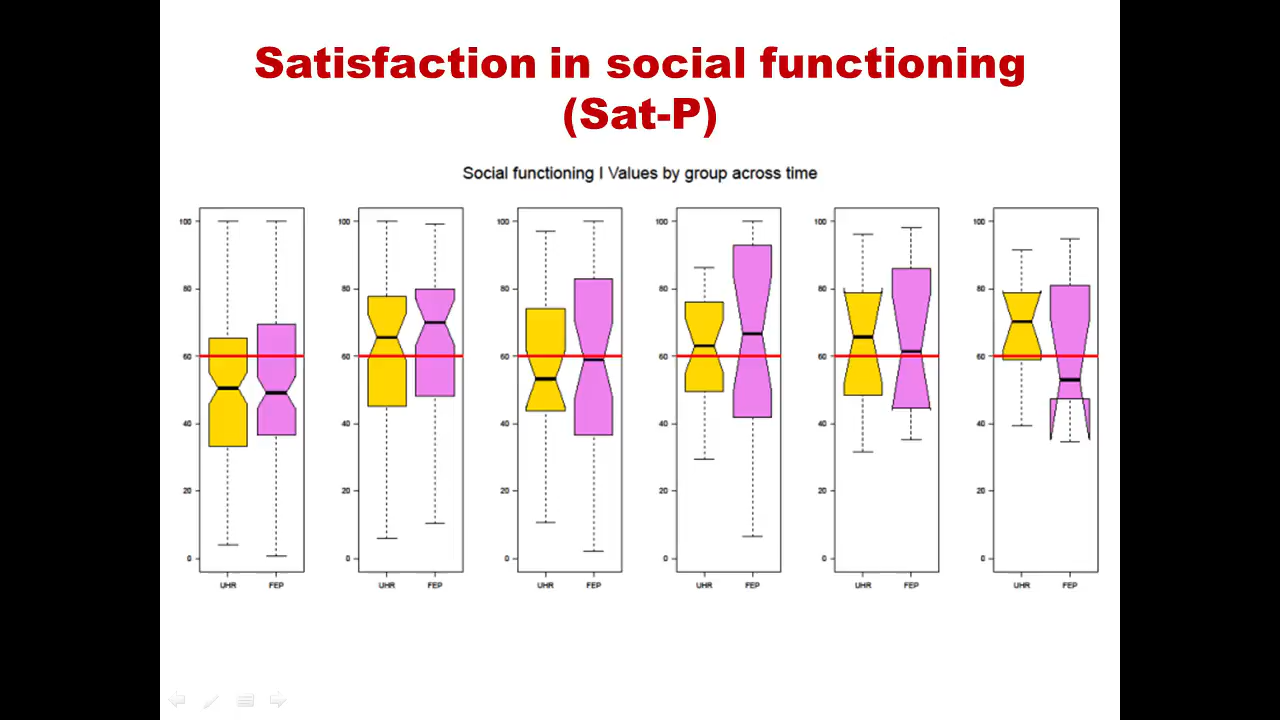 Satisfaction in social functioning
(Sat-P)
Social functioning I Values by group across time
100 100 100 100 100 100
80 80 80 80 80 80
60 60 60 60 60 60
40 40 40 40 40 40
20 20 20 20 20 20
0 0 0 0 0 0
UHR FEP UHR FEP UHR FEP UHR FEP UHR FEP UHR FEP